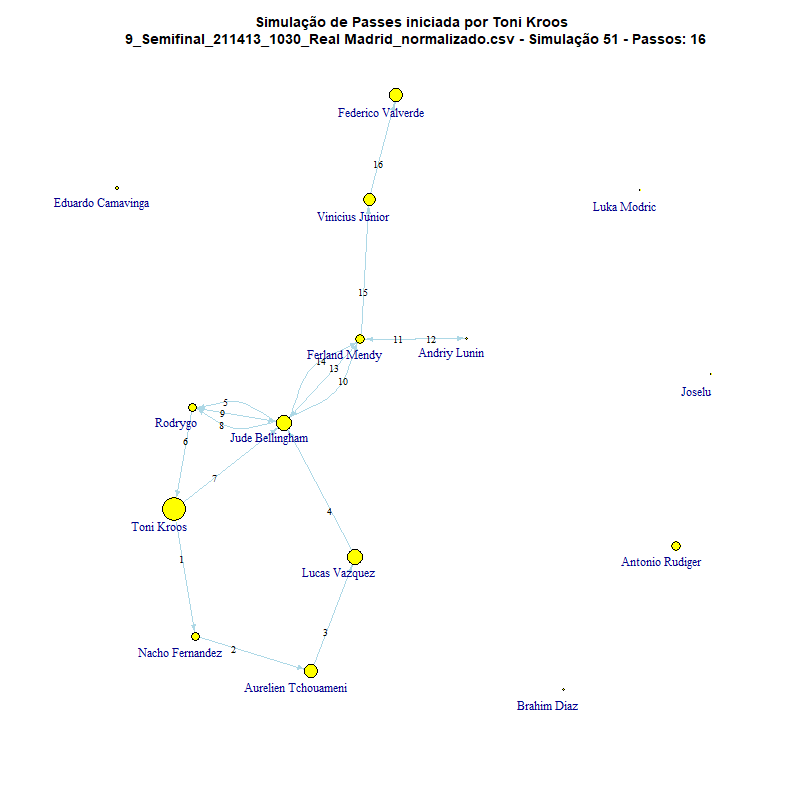 Simulação de Passes iniciada por Toni Kroos
9_Semifinal_211413_1030_Real Madrid_normalizado.csv - Simulação 51 - Passos: 16
Federico Valverde
16
Eduardo Camavinga
Luka Modric
Vinicius Junior
15
11
12
Ferland Mendy
Andriy Lunin
14
13
10
Joselu
5
9
8
Rodrygo
Jude Bellingham
6
7
4
Toni Kroos
1
Lucas Vazquez
Antonio Rudiger
3
2
Nacho Fernandez
Aurelien Tchouameni
Brahim Diaz